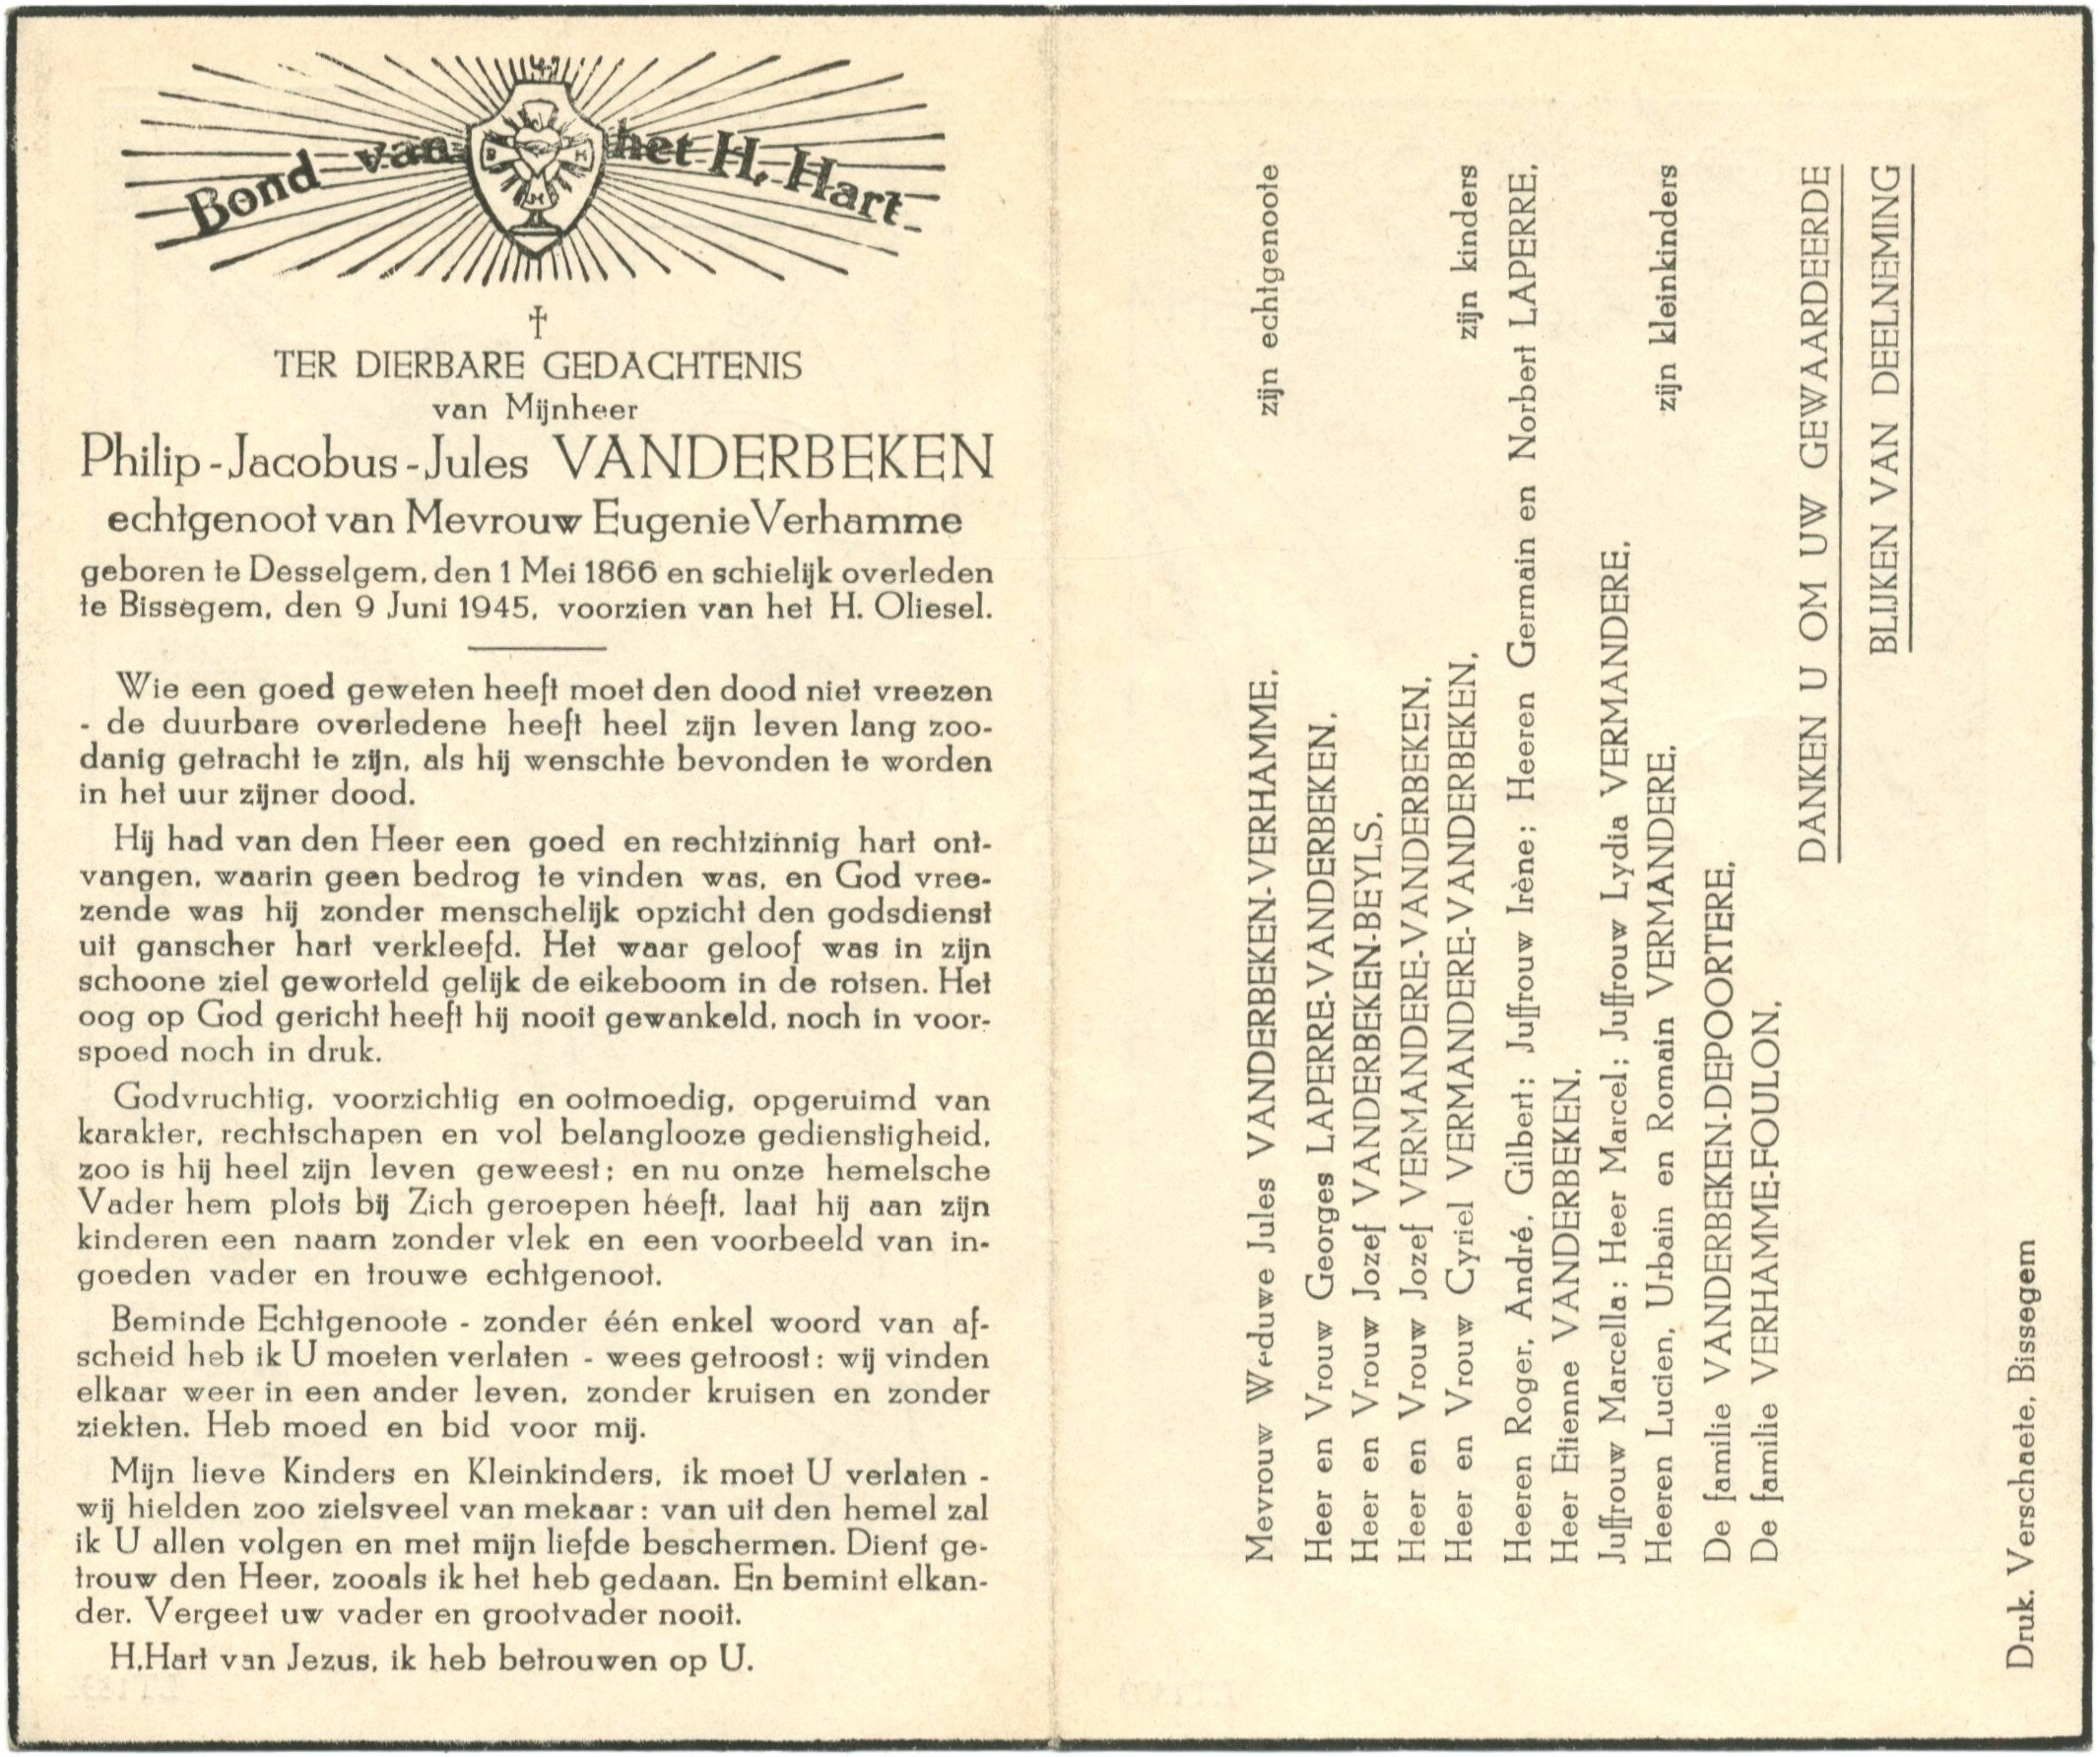 Bond van het H. Hart
B H
TER DIERBARE GEDACHTENIS
van Mijnheer
Philip-Jacobus-Jules VANDERBEKEN
echtgenoot van Mevrouw Eugenie Verhamme
geboren te Desselgem, den 1 Mei 1866 en schielijk overleden
te Bissegem, den 9 Juni 1945, voorzien van het H. Oliesel.
Wie een goed geweten heeft moet den dood niet vreezen
- de duurbare overledene heeft heel zijn leven lang zoo-
danig getracht te zijn, als hij wenschte bevonden te worden
in het uur zijner dood.
Hij had van den Heer een goed en rechtzinnig hart ont-
vangen, waarin geen bedrog te vinden was, en God vree-
zende was hij zonder menschelijk opzicht den godsdienst
uit ganscher hart verkleefd. Het waar geloof was in zijn
schoone ziel geworteld gelijk de eikeboom in de rotsen. Het
oog op God gericht heeft hij nooit gewankeld, noch in voor-
spoed noch in druk.
Godvruchtig, voorzichtig en ootmoedig, opgeruimd van
karakter, rechtschapen en vol belanglooze gedienstigheid,
zoo is hij heel zijn leven geweest; en nu onze hemelsche
Vader hem plots bij Zich geroepen heeft, laat hij aan zijn
kinderen een naam zonder vlek en een voorbeeld van in-
goeden vader en trouwe echtgenoot.
Beminde Echtgenoote - zonder één enkel woord van af-
scheid heb ik U moeten verlaten - wees getroost: wij vinden
elkaar weer in een ander leven, zonder kruisen en zonder
ziekten. Heb moed en bid voor mij.
Mijn lieve Kinders en Kleinkinders, ik moet U verlaten -
wij hielden zoo zielsveel van mekaar: van uit den hemel zal
ik U allen volgen en met mijn liefde beschermen. Dient ge-
trouw den Heer, zooals ik het heb gedaan. En bemint elkan-
der. Vergeet uw vader en grootvader nooit.
H. Hart van Jezus, ik heb betrouwen op U.
Mevrouw Weduwe Jules VANDERBEKEN-VERHAMME, zijn echtgenoote
Heer en Vrouw Georges LAPERRE-VANDERBEKEN,
Heer en Vrouw Jozef VANDERBEKEN-BEYLS,
Heer en Vrouw Jozef VERMANDERE-VANDERBEKEN,
Heer en Vrouw Cyriel VERMANDERE-VANDERBEKEN, zijn kinders
Heeren Roger, André, Gilbert; Juffrouw Irène; Heeren Germain en Norbert LAPERRE,
Heer Etienne VANDERBEKEN,
Juffrouw Marcella; Heer Marcel; Juffrouw Lydia VERMANDERE,
Heeren Lucien, Urbain en Romain VERMANDERE, zijn kleinkinders
De familie VANDERBEKEN-DEPOORTERE,
De familie VERHAMME-FOULON,
DANKEN U OM UW GEWAARDEERDE
BLIJKEN VAN DEELNEMING
Druk. Verschaete, Bissegem